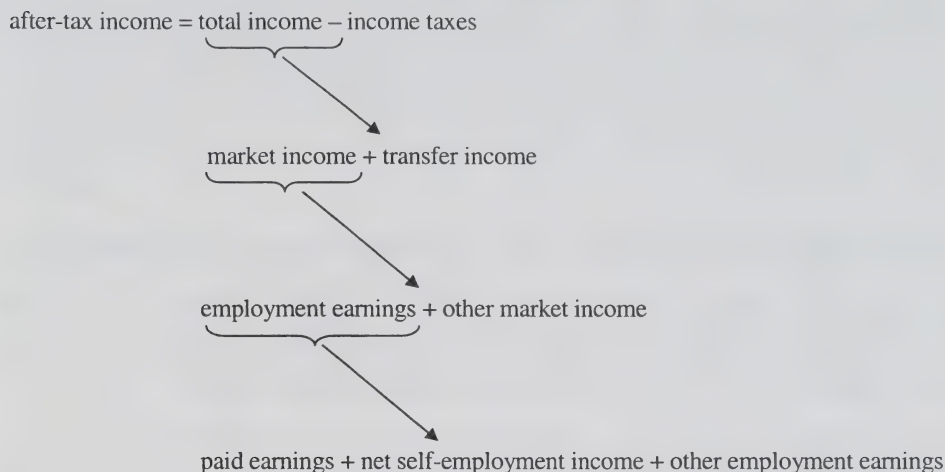 after-tax income = total income – income taxes
market income + transfer income
employment earnings + other market income
paid earnings + net self-employment income + other employment earnings